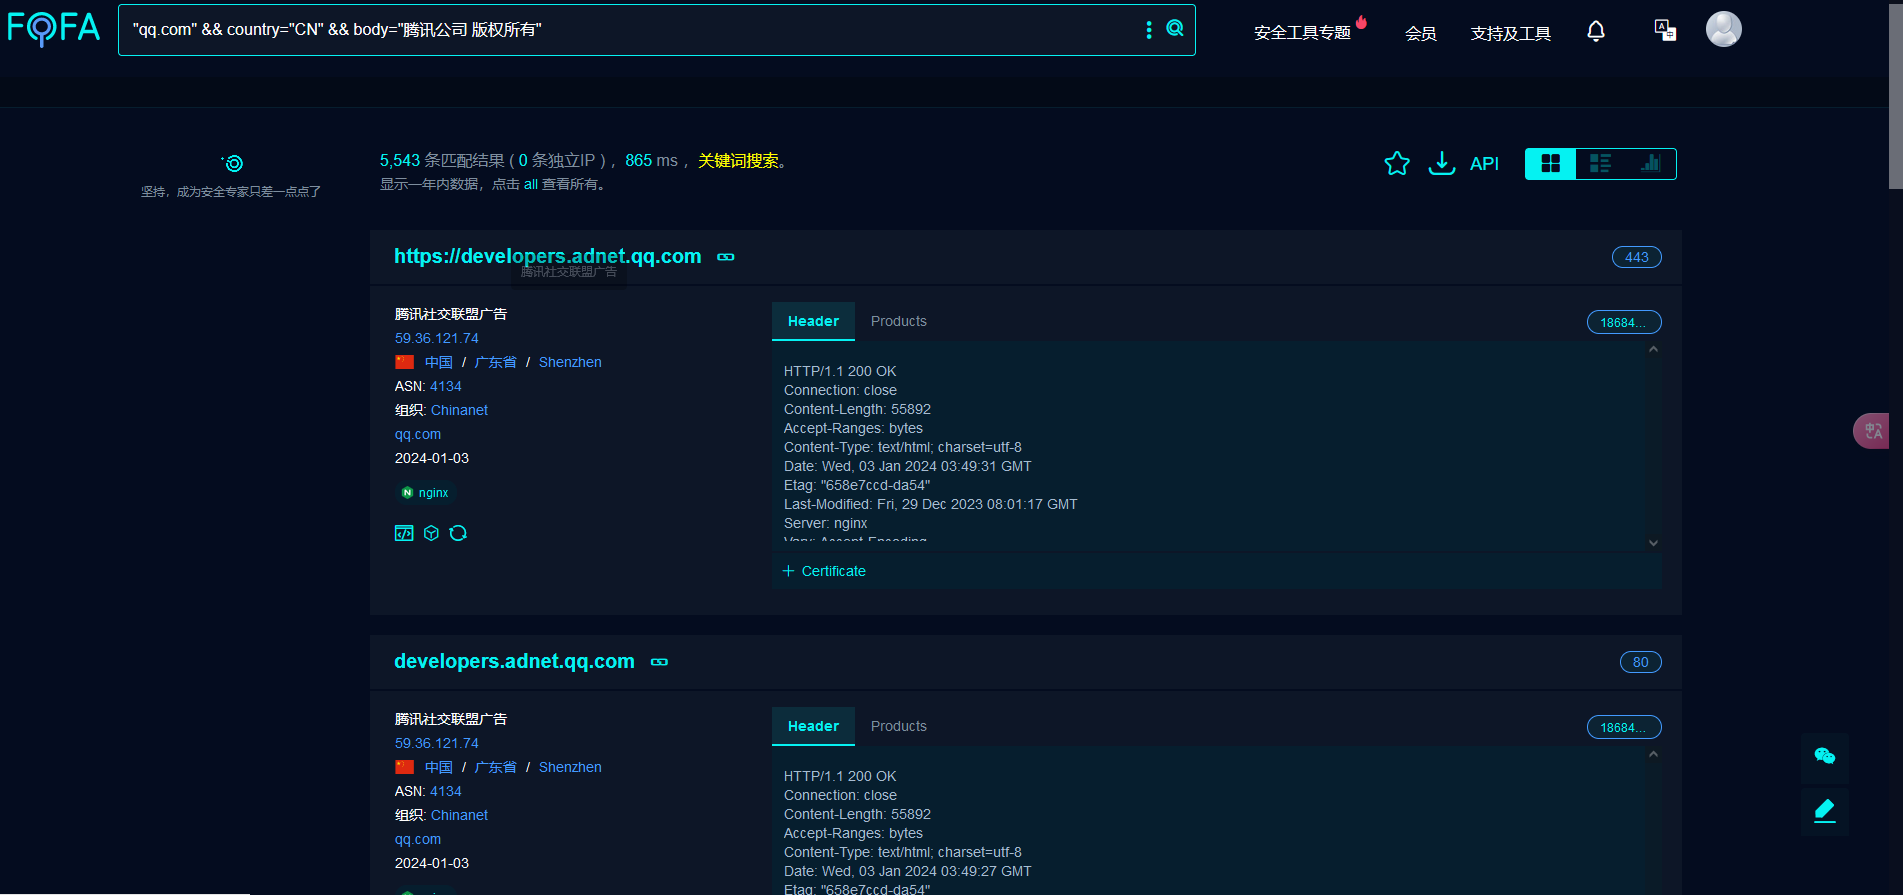 FOFA
"qq.com" && country="CN" && body="腾讯公司 版权所有"
安全工具专题
会员
支持及工具
坚持，成为安全专家只差一点点了
5,543 条匹配结果 ( 0 条独立IP ) ，865 ms ，关键词搜索。
显示一年内数据，点击 all 查看所有。
API
https://developers.adnet.qq.com
443
腾讯社交联盟广告
腾讯社交联盟广告
59.36.121.74
中国 / 广东省 / Shenzhen
ASN: 4134
组织: Chinanet
qq.com
2024-01-03
nginx
Header
Products
18684...
HTTP/1.1 200 OK
Connection: close
Content-Length: 55892
Accept-Ranges: bytes
Content-Type: text/html; charset=utf-8
Date: Wed, 03 Jan 2024 03:49:31 GMT
Etag: "658e7ccd-da54"
Last-Modified: Fri, 29 Dec 2023 08:01:17 GMT
Server: nginx
Vary: Accept-Encoding
+ Certificate
developers.adnet.qq.com
80
腾讯社交联盟广告
59.36.121.74
中国 / 广东省 / Shenzhen
ASN: 4134
组织: Chinanet
qq.com
2024-01-03
Header
Products
18684...
HTTP/1.1 200 OK
Connection: close
Content-Length: 55892
Accept-Ranges: bytes
Content-Type: text/html; charset=utf-8
Date: Wed, 03 Jan 2024 03:49:27 GMT
Etag: "658e7ccd-da54"